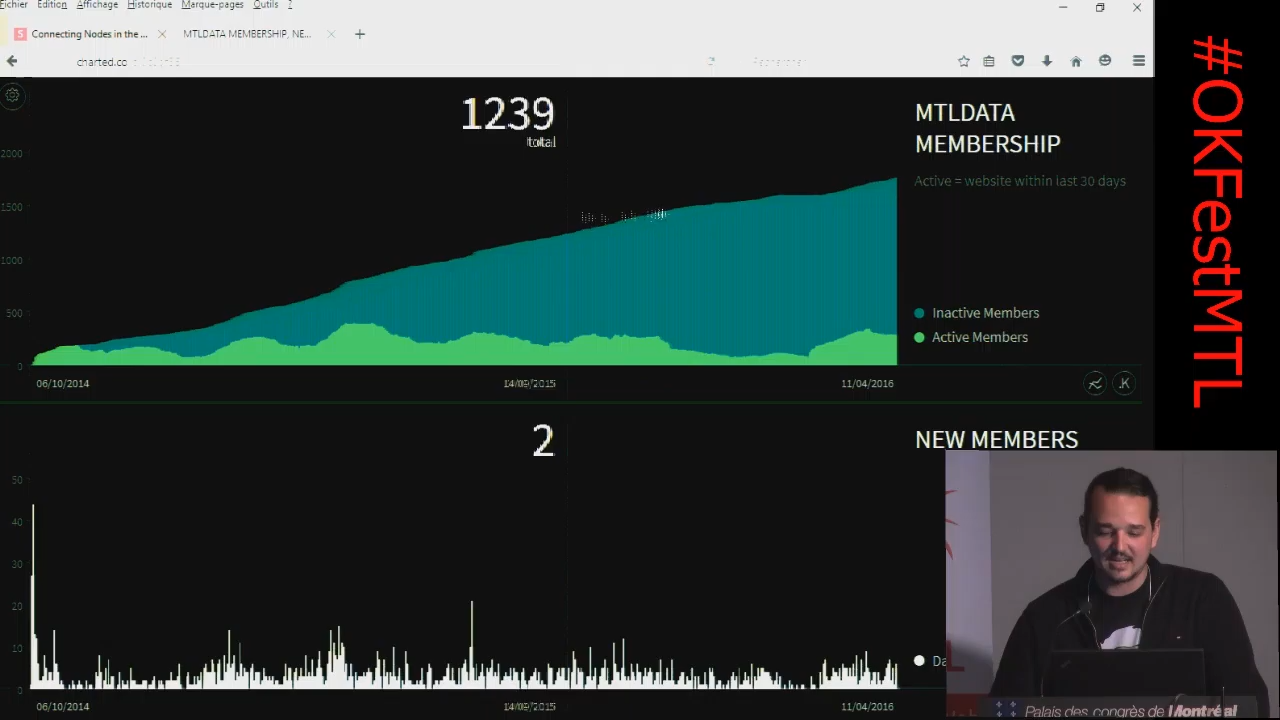 Fichier Edition Affichage Historique Marque-pages Outils ?
S Connecting Nodes in the ... MTLDATA MEMBERSHIP, NE...
charted.co
Rechercher
1239
total
MTLDATA
MEMBERSHIP
Active = website within last 30 days
2000
1500
1000
500
0
Inactive Members
Active Members
06/10/2014 14/09/2015 11/04/2016
.K
2
NEW MEMBERS
50
40
30
20
10
0
Da
06/10/2014 14/09/2015 11/04/2016
#OKFestMTL
Palais des congrès de Montréal